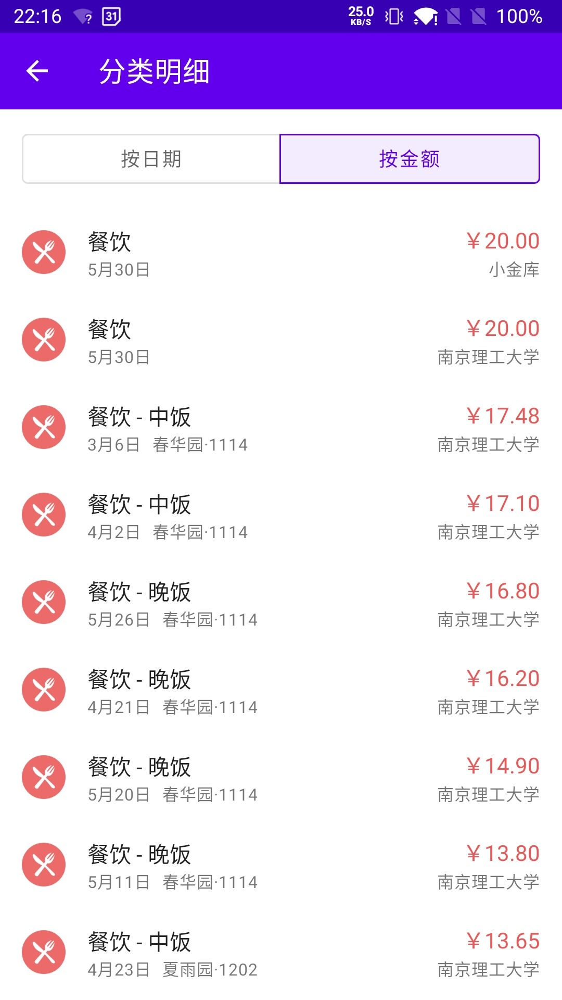 22:16 ? 31 25.0 KB/S ! 100%
分类明细
按日期 按金额
餐饮 ￥20.00
5月30日 小金库
餐饮 ￥20.00
5月30日 南京理工大学
餐饮 - 中饭 ￥17.48
3月6日 春华园·1114 南京理工大学
餐饮 - 中饭 ￥17.10
4月2日 春华园·1114 南京理工大学
餐饮 - 晚饭 ￥16.80
5月26日 春华园·1114 南京理工大学
餐饮 - 晚饭 ￥16.20
4月21日 春华园·1114 南京理工大学
餐饮 - 晚饭 ￥14.90
5月20日 春华园·1114 南京理工大学
餐饮 - 晚饭 ￥13.80
5月11日 春华园·1114 南京理工大学
餐饮 - 中饭 ￥13.65
4月23日 夏雨园·1202 南京理工大学